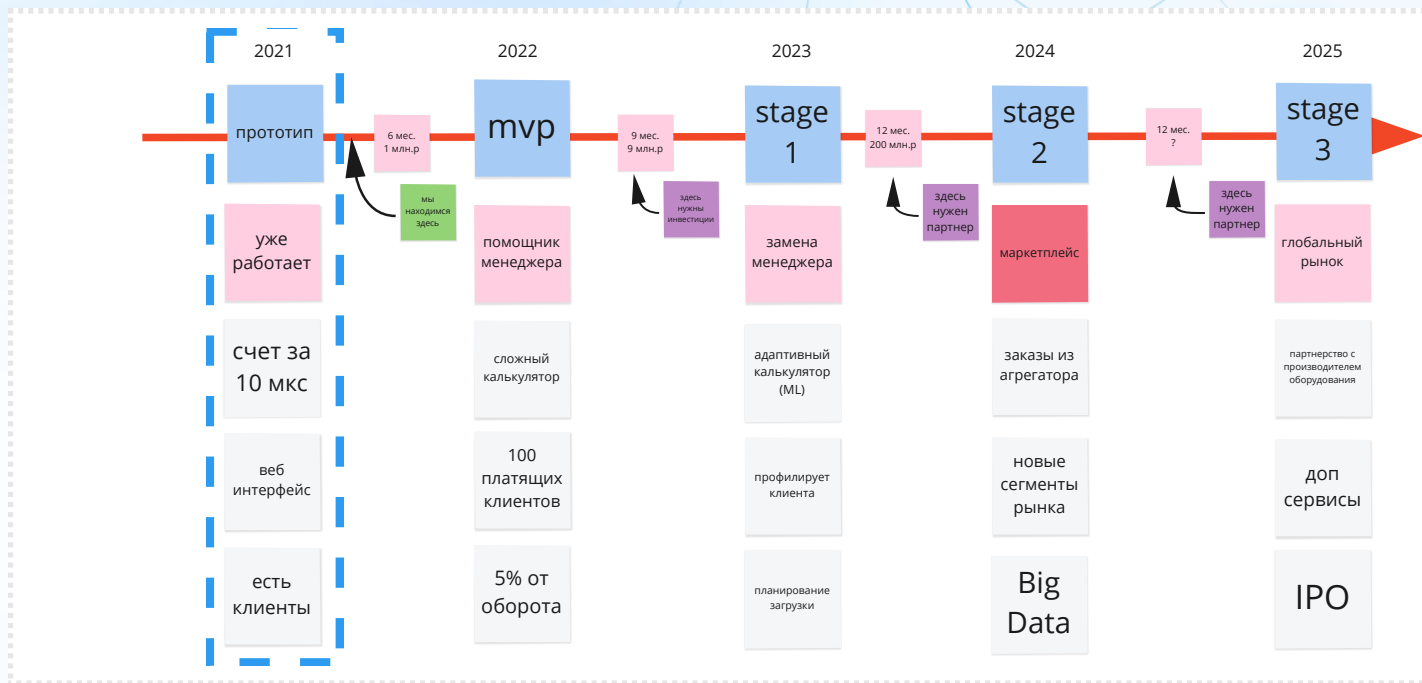 2021
2022
2023
2024
2025
прототип
6 мес.
1 млн.р
mvp
9 мес.
9 млн.р
stage
1
12 мес.
200 млн.р
stage
2
12 мес.
?
stage
3
мы
находимся
здесь
здесь
нужны
инвестиции
здесь
нужен
партнер
здесь
нужен
партнер
уже
работает
помощник
менеджера
замена
менеджера
маркетплейс
глобальный
рынок
счет за
10 мкс
сложный
калькулятор
адаптивный
калькулятор
(ML)
заказы из
агрегатора
партнерство с
производителем
оборудования
веб
интерфейс
100
платящих
клиентов
профилирует
клиента
новые
сегменты
рынка
доп
сервисы
есть
клиенты
5% от
оборота
планирование
загрузки
Big
Data
IPO